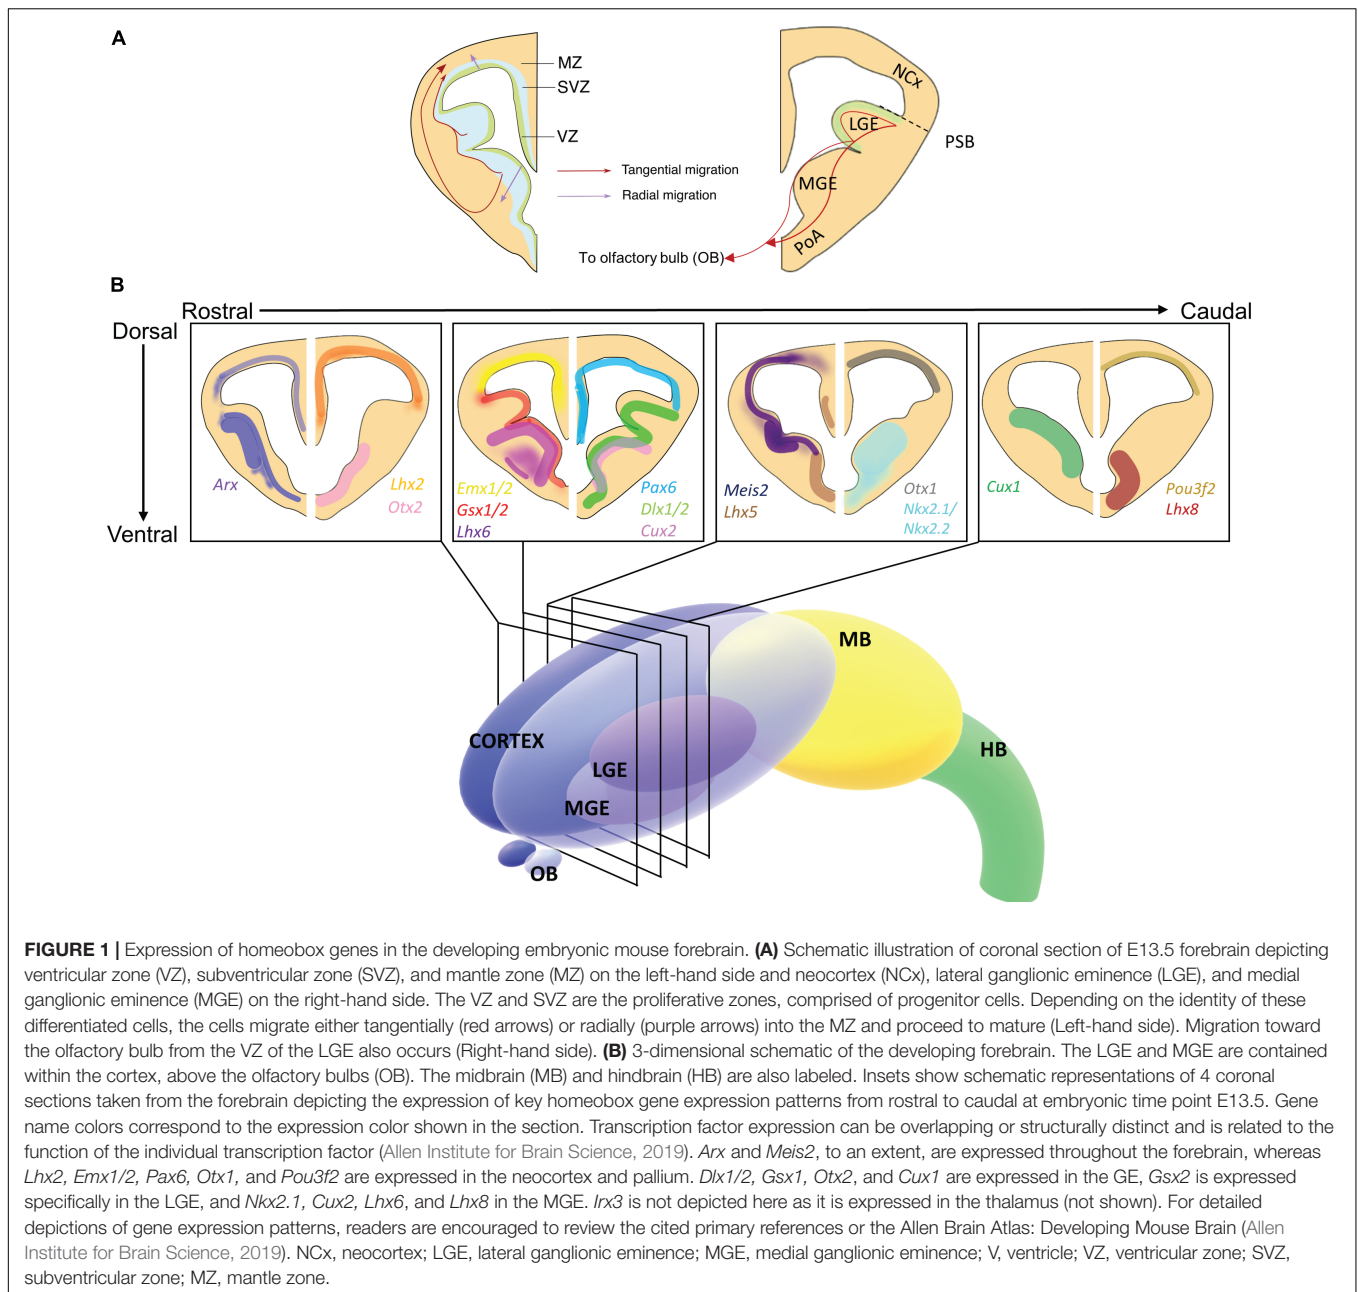 A
MZ
SVZ
VZ
Tangential migration
Radial migration
NCx
LGE
PSB
MGE
PoA
To olfactory bulb (OB)
B
Rostral
Caudal
Dorsal
Ventral
Arx
Lhx2
Otx2
Emx1/2
Gsx1/2
Lhx6
Pax6
Dlx1/2
Cux2
Meis2
Lhx5
Otx1
Nkx2.1/
Nkx2.2
Cux1
Pou3f2
Lhx8
MB
HB
CORTEX
LGE
MGE
OB
FIGURE 1 | Expression of homeobox genes in the developing embryonic mouse forebrain. (A) Schematic illustration of coronal section of E13.5 forebrain depicting
ventricular zone (VZ), subventricular zone (SVZ), and mantle zone (MZ) on the left-hand side and neocortex (NCx), lateral ganglionic eminence (LGE), and medial
ganglionic eminence (MGE) on the right-hand side. The VZ and SVZ are the proliferative zones, comprised of progenitor cells. Depending on the identity of these
differentiated cells, the cells migrate either tangentially (red arrows) or radially (purple arrows) into the MZ and proceed to mature (Left-hand side). Migration toward
the olfactory bulb from the VZ of the LGE also occurs (Right-hand side). (B) 3-dimensional schematic of the developing forebrain. The LGE and MGE are contained
within the cortex, above the olfactory bulbs (OB). The midbrain (MB) and hindbrain (HB) are also labeled. Insets show schematic representations of 4 coronal
sections taken from the forebrain depicting the expression of key homeobox gene expression patterns from rostral to caudal at embryonic time point E13.5. Gene
name colors correspond to the expression color shown in the section. Transcription factor expression can be overlapping or structurally distinct and is related to the
function of the individual transcription factor (Allen Institute for Brain Science, 2019). Arx and Meis2, to an extent, are expressed throughout the forebrain, whereas
Lhx2, Emx1/2, Pax6, Otx1, and Pou3f2 are expressed in the neocortex and pallium. Dlx1/2, Gsx1, Otx2, and Cux1 are expressed in the GE, Gsx2 is expressed
specifically in the LGE, and Nkx2.1, Cux2, Lhx6, and Lhx8 in the MGE. Irx3 is not depicted here as it is expressed in the thalamus (not shown). For detailed
depictions of gene expression patterns, readers are encouraged to review the cited primary references or the Allen Brain Atlas: Developing Mouse Brain (Allen
Institute for Brain Science, 2019). NCx, neocortex; LGE, lateral ganglionic eminence; MGE, medial ganglionic eminence; V, ventricle; VZ, ventricular zone; SVZ,
subventricular zone; MZ, mantle zone.